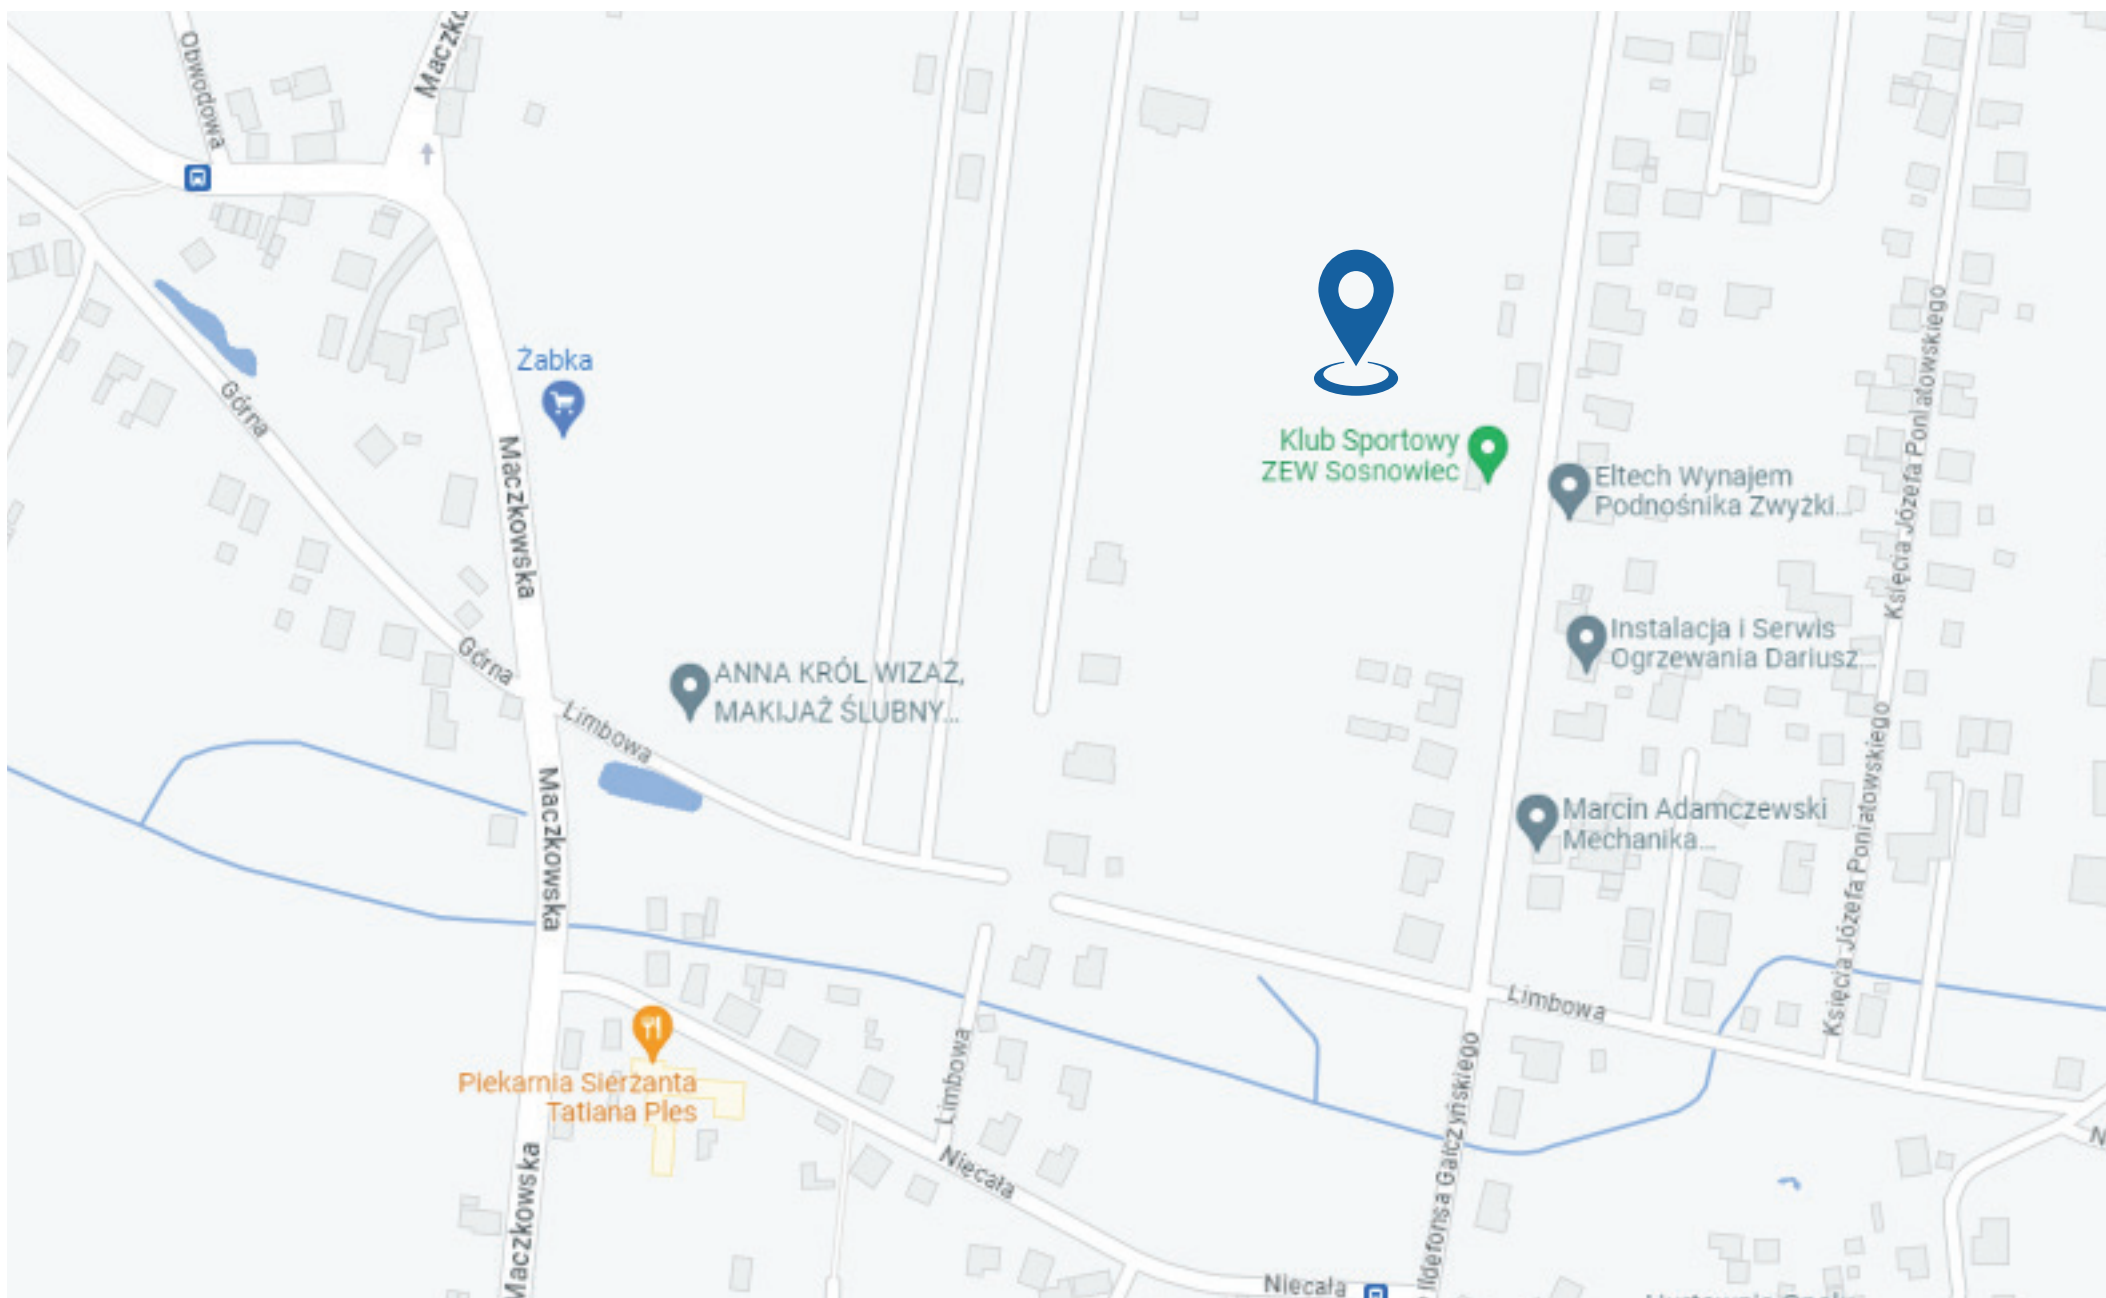 Obwodowa
Maczko
Żabka
Górna
Maczkowska
Klub Sportowy
ZEW Sosnowiec
Eltech Wynajem
Podnośnika Zwyżki...
Księcia Józefa Poniatowskiego
Instalacja i Serwis
Ogrzewania Dariusz...
Górna
ANNA KRÓL WIZAŻ,
MAKIJAŻ ŚLUBNY...
Limbowa
Maczkowska
Marcin Adamczewski
Mechanika...
Księcia Józefa Poniatowskiego
Limbowa
Piekarnia Sierżanta
Tatiana Ples
Limbowa
Ildefonsa Gałczyńskiego
Maczkowska
Niecała
Niecała
N